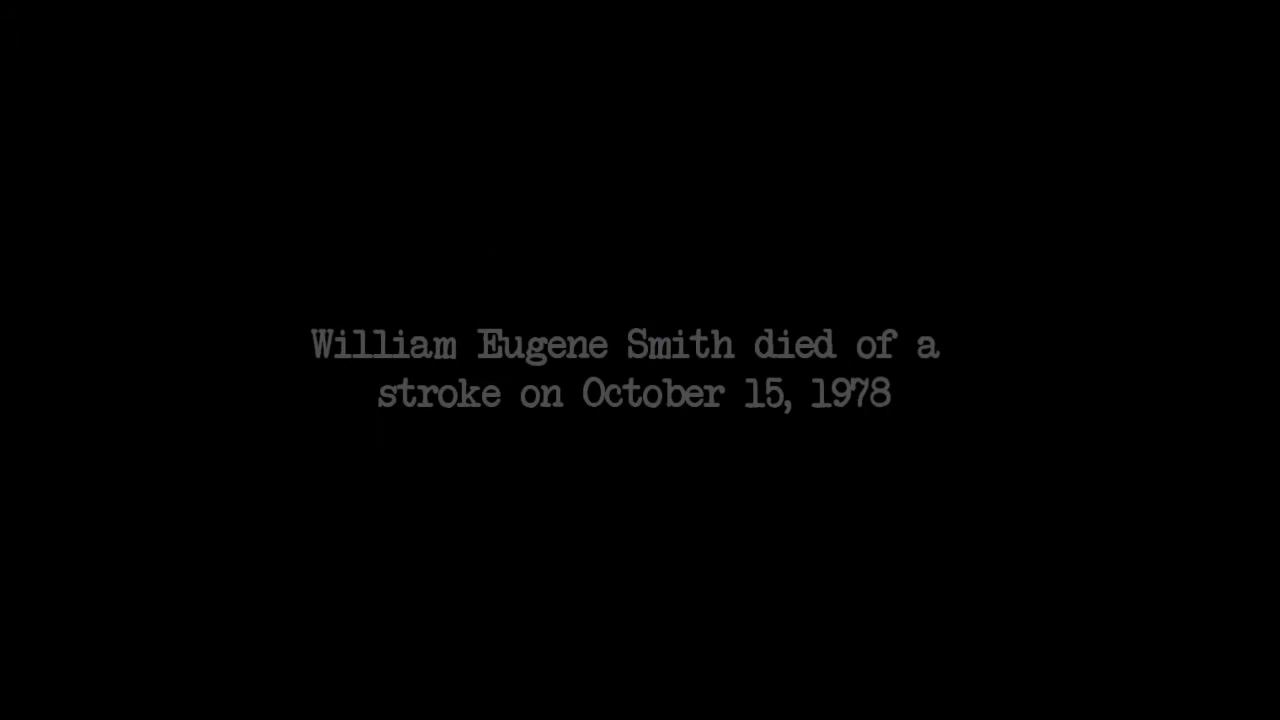 William Eugene Smith died of a
stroke on October 15, 1978